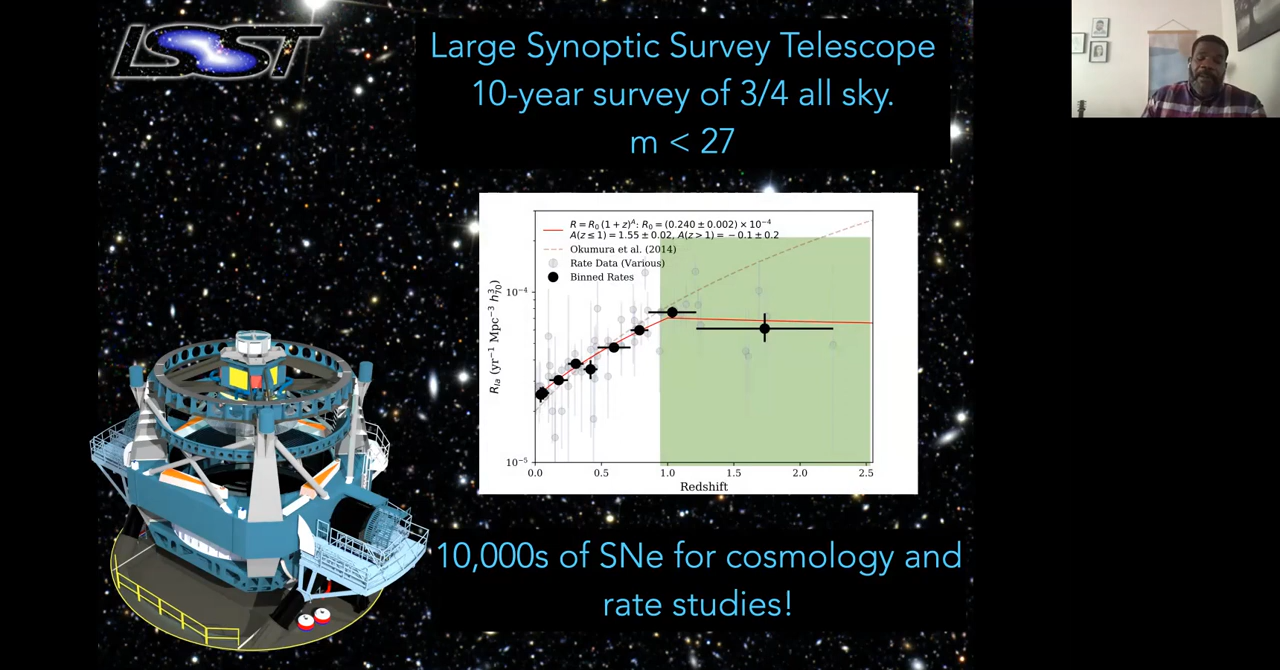 LSST
Large Synoptic Survey Telescope
10-year survey of 3/4 all sky.
m < 27
R = R₀ (1 + z)ᴬ: R₀ = (0.240 ± 0.002) × 10⁻⁴
A(z ≤ 1) = 1.55 ± 0.02, A(z > 1) = −0.1 ± 0.2
Okumura et al. (2014)
Rate Data (Various)
Binned Rates
10⁻⁴
10⁻⁵
R_Ia (yr⁻¹ Mpc⁻³ h³₇₀)
0.0 0.5 1.0 1.5 2.0 2.5
Redshift
10,000s of SNe for cosmology and
rate studies!